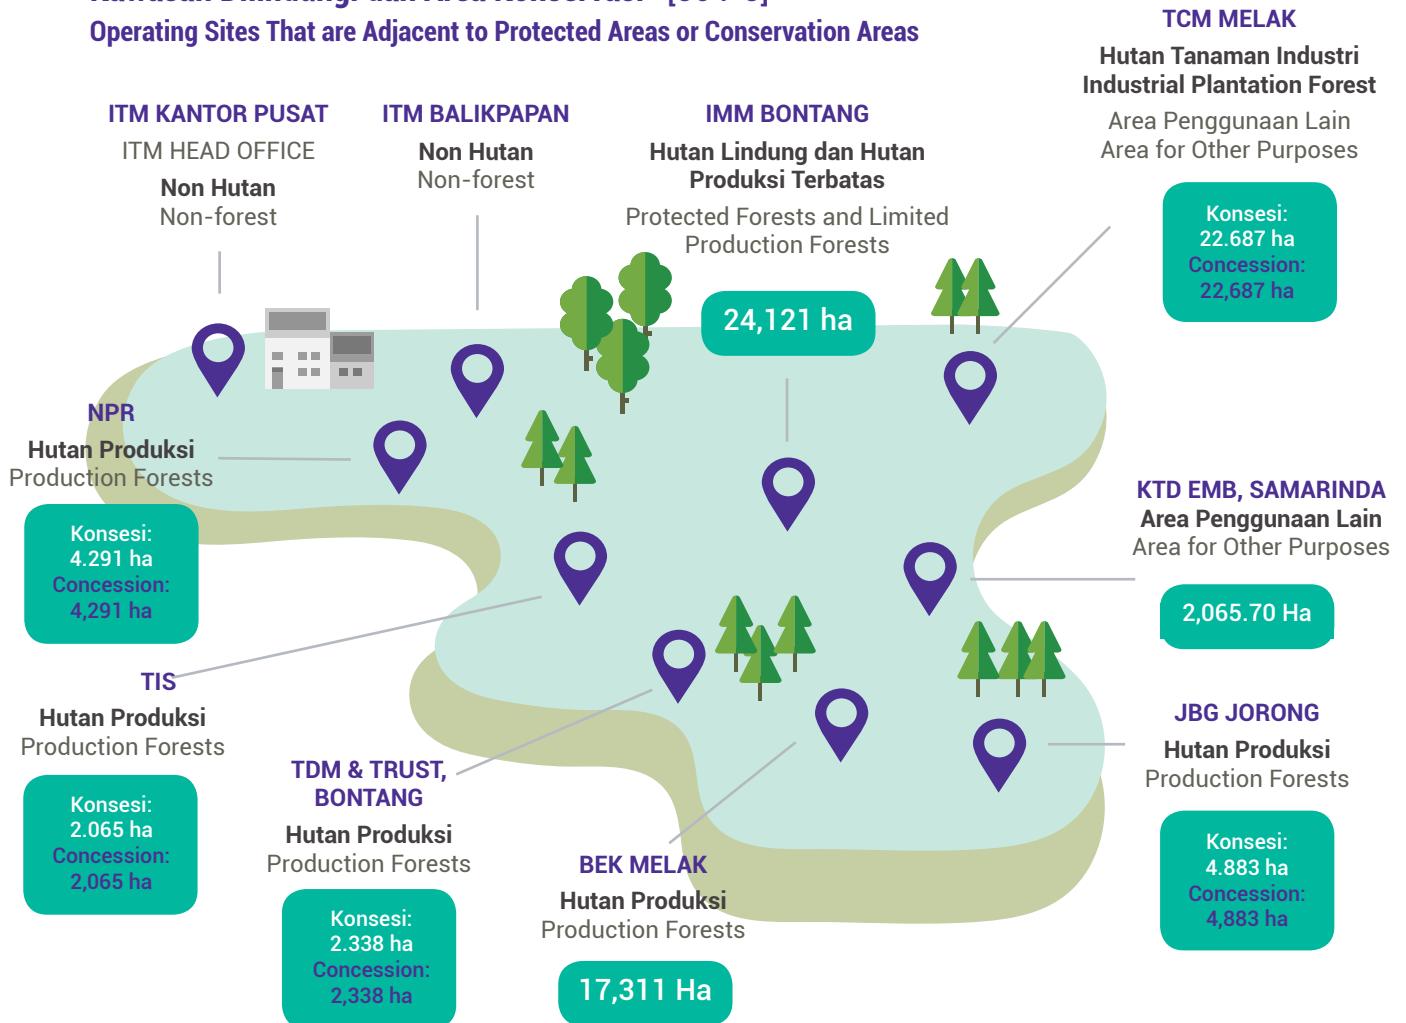 Operating Sites That are Adjacent to Protected Areas or Conservation Areas
ITM KANTOR PUSAT
ITM HEAD OFFICE
Non Hutan
Non-forest
ITM BALIKPAPAN
Non Hutan
Non-forest
IMM BONTANG
Hutan Lindung dan Hutan
Produksi Terbatas
Protected Forests and Limited
Production Forests
24,121 ha
TCM MELAK
Hutan Tanaman Industri
Industrial Plantation Forest
Area Penggunaan Lain
Area for Other Purposes
Konsesi:
22.687 ha
Concession:
22,687 ha
NPR
Hutan Produksi
Production Forests
Konsesi:
4.291 ha
Concession:
4,291 ha
KTD EMB, SAMARINDA
Area Penggunaan Lain
Area for Other Purposes
2,065.70 Ha
TIS
Hutan Produksi
Production Forests
Konsesi:
2.065 ha
Concession:
2,065 ha
TDM & TRUST,
BONTANG
Hutan Produksi
Production Forests
Konsesi:
2.338 ha
Concession:
2,338 ha
BEK MELAK
Hutan Produksi
Production Forests
17,311 Ha
JBG JORONG
Hutan Produksi
Production Forests
Konsesi:
4.883 ha
Concession:
4,883 ha